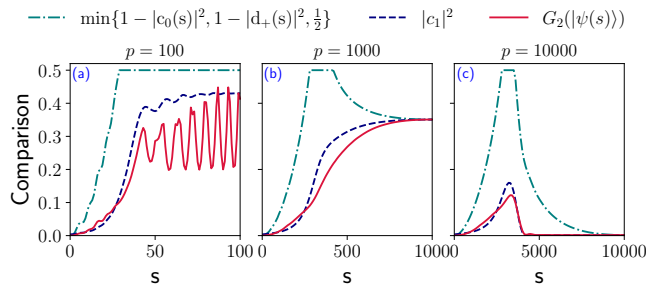 min{1 − |c₀(s)|², 1 − |d₊(s)|², ½} |c₁|² G₂(|ψ(s)⟩)
p = 100 p = 1000 p = 10000
(a) (b) (c)
Comparison
0.5
0.4
0.3
0.2
0.1
0.0
0 50 100 0 500 1000 0 5000 10000
s s s